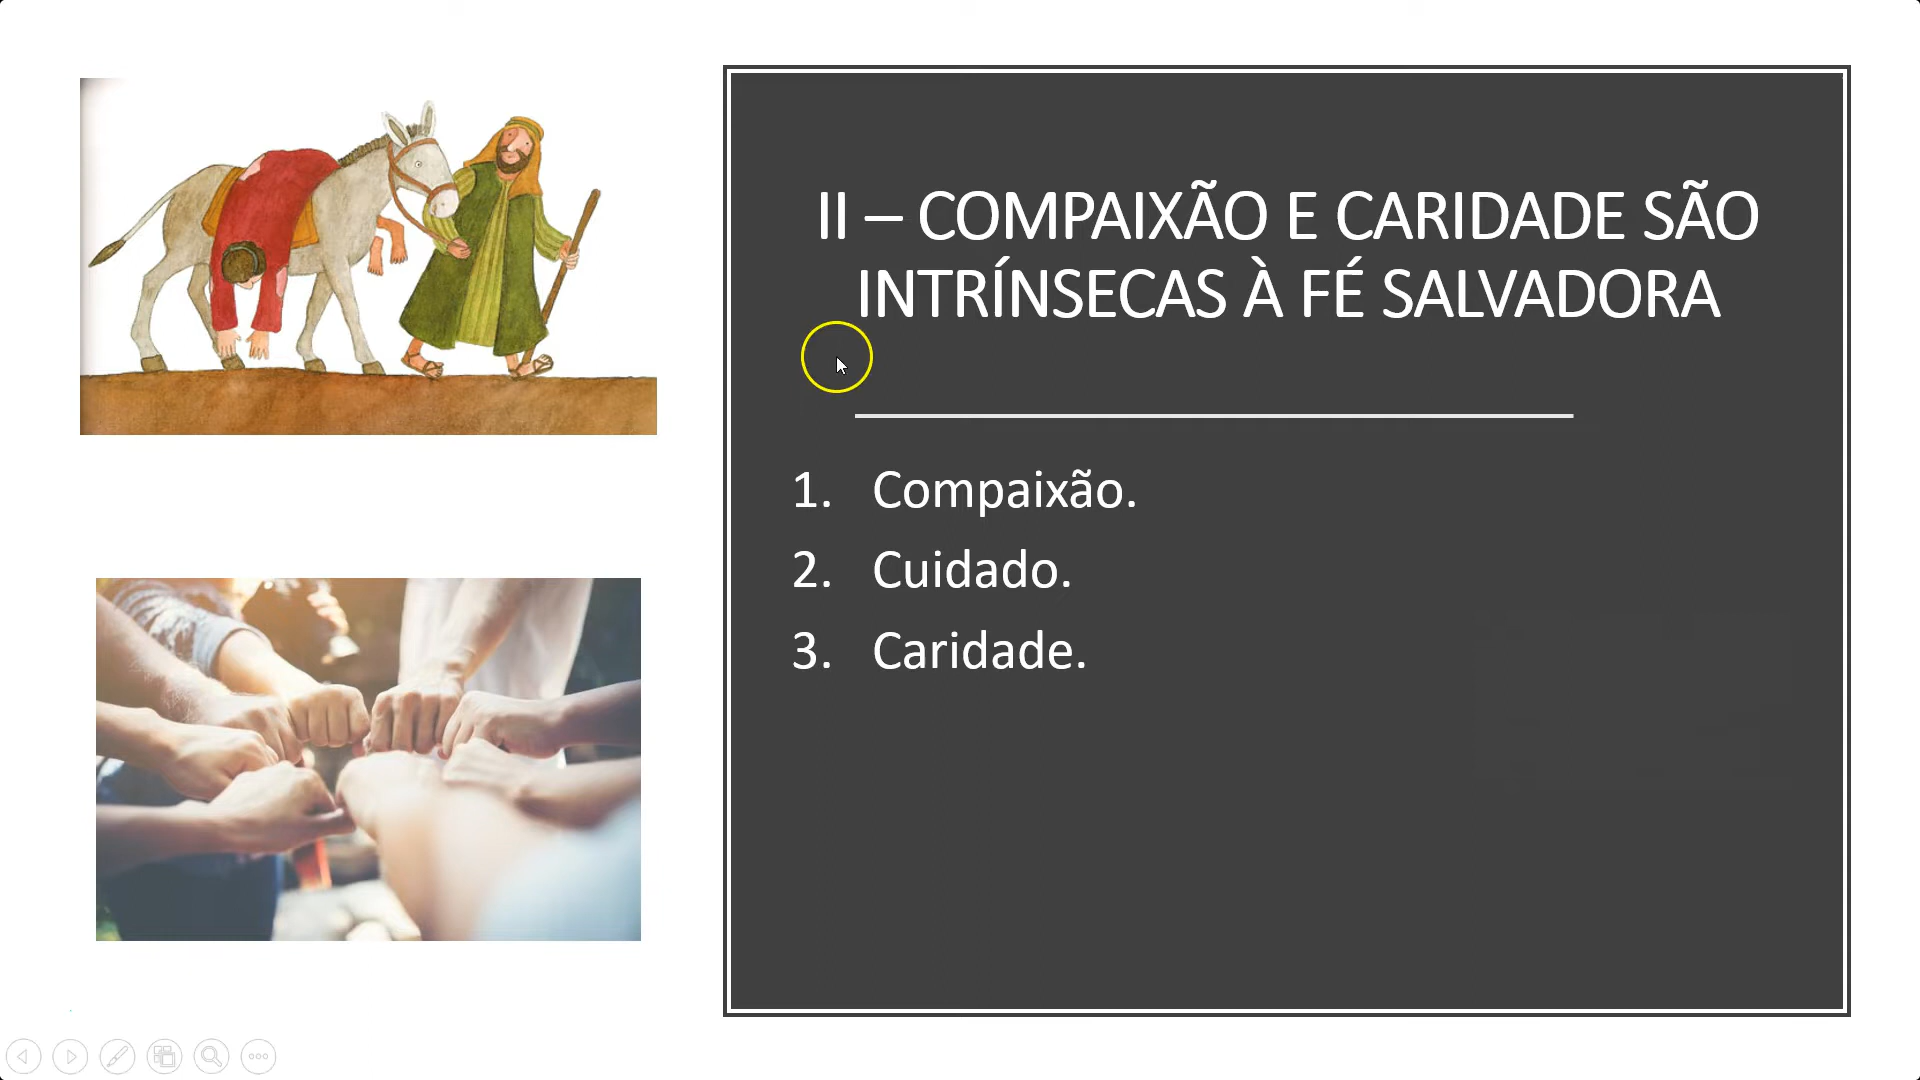 II – COMPAIXÃO E CARIDADE SÃO
INTRÍNSECAS À FÉ SALVADORA
1. Compaixão.
2. Cuidado.
3. Caridade.